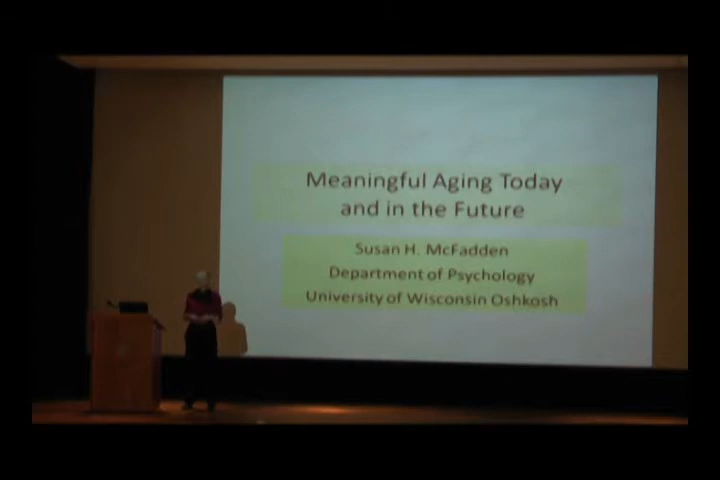 Meaningful Aging Today
and in the Future
Susan H. McFadden
Department of Psychology
University of Wisconsin Oshkosh